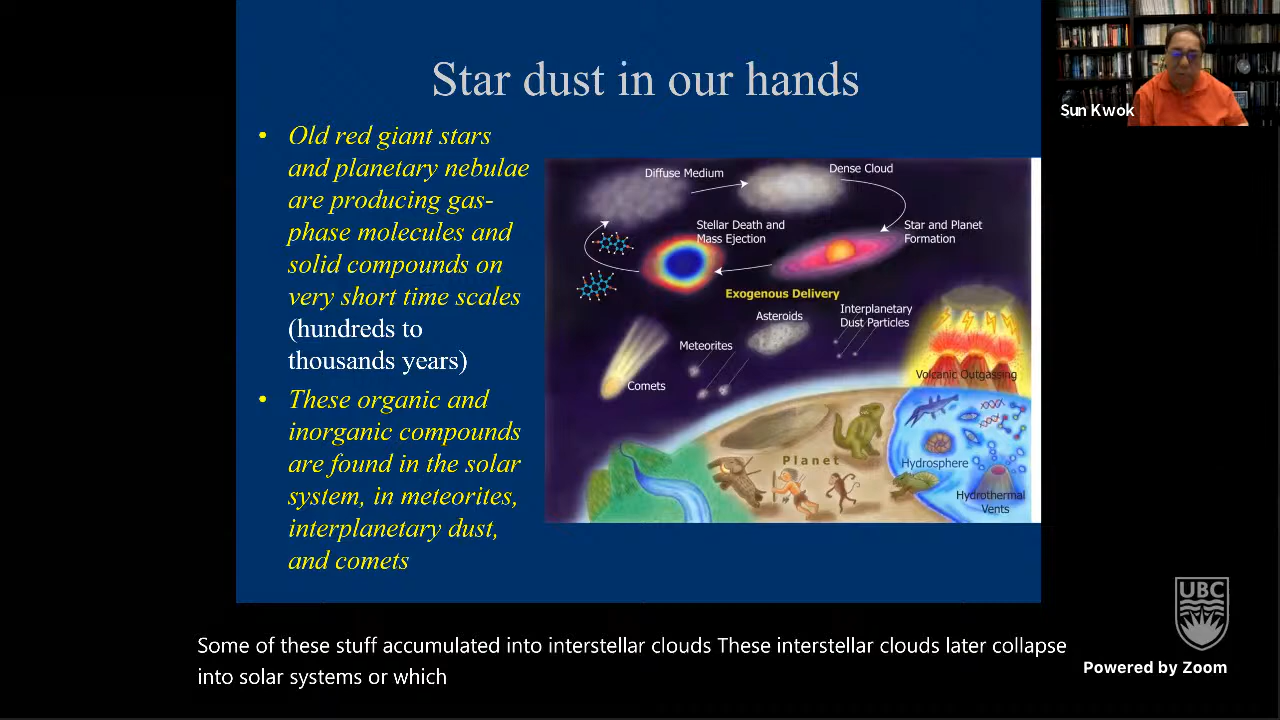 Star dust in our hands
• Old red giant stars
and planetary nebulae
are producing gas-
phase molecules and
solid compounds on
very short time scales
(hundreds to
thousands years)
• These organic and
inorganic compounds
are found in the solar
system, in meteorites,
interplanetary dust,
and comets
Diffuse Medium
Dense Cloud
Stellar Death and
Mass Ejection
Star and Planet
Formation
Exogenous Delivery
Comets
Meteorites
Asteroids
Interplanetary
Dust Particles
Volcanic Outgassing
Planet
Hydrosphere
Hydrothermal
Vents
Sun Kwok
Some of these stuff accumulated into interstellar clouds These interstellar clouds later collapse
into solar systems or which
UBC
Powered by Zoom